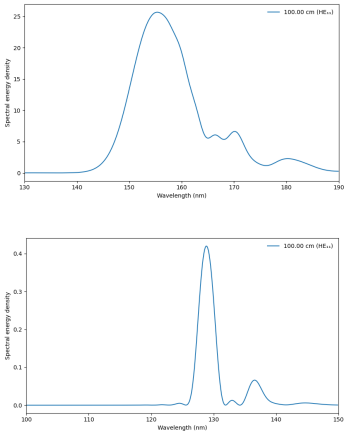 25
20
15
10
5
0
Spectral energy density
100.00 cm (HE₁₁)
130 140 150 160 170 180 190
Wavelength (nm)
0.4
0.3
0.2
0.1
0.0
Spectral energy density
100.00 cm (HE₁₁)
100 110 120 130 140 150
Wavelength (nm)